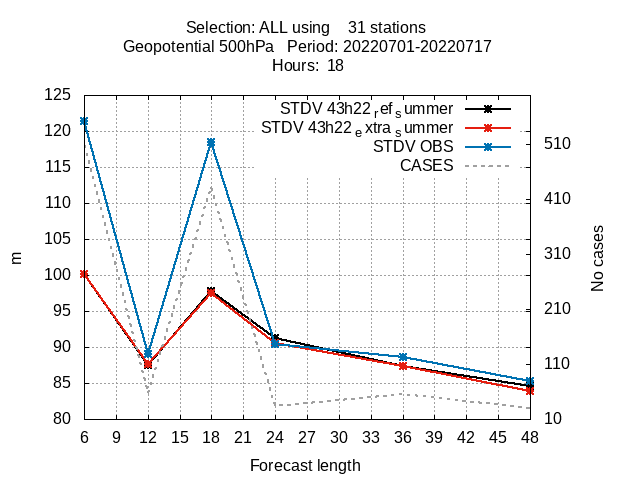 Selection: ALL using    31 stations
Geopotential 500hPa   Period: 20220701-20220717
Hours:  18
STDV 43h22refsummer
STDV 43h22extrasummer
STDV OBS
CASES
125
120
115
110
105
100
95
90
85
80
m
510
410
310
210
110
10
No cases
6 9 12 15 18 21 24 27 30 33 36 39 42 45 48
Forecast length